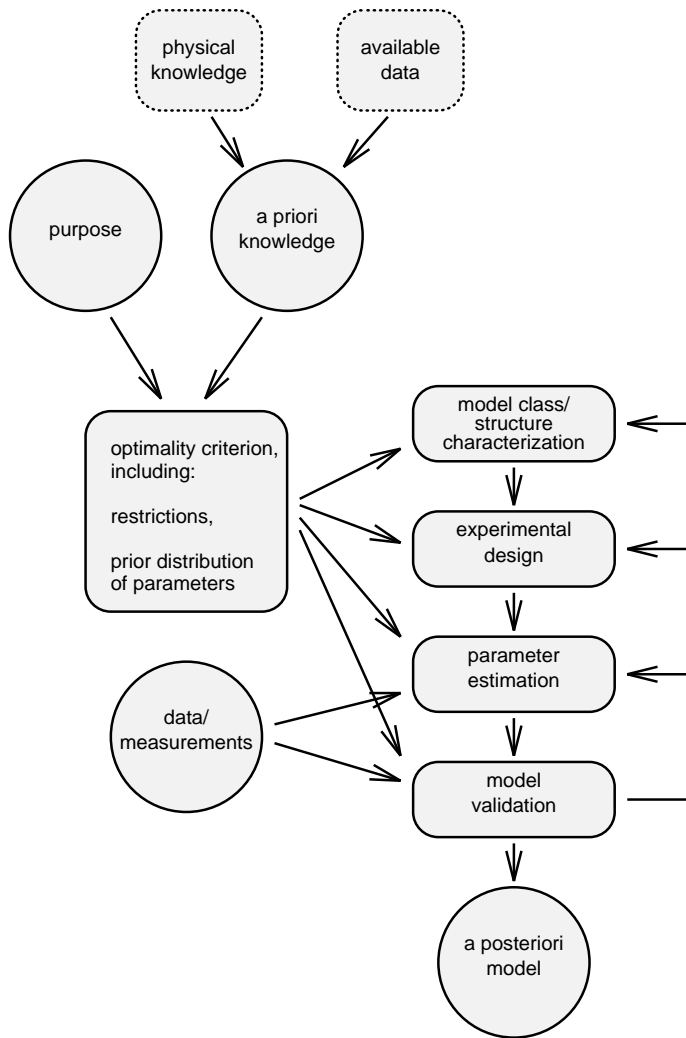 physical
knowledge
available
data
purpose
a priori
knowledge
optimality criterion,
including:
restrictions,
prior distribution
of parameters
model class/
structure
characterization
experimental
design
parameter
estimation
data/
measurements
model
validation
a posteriori
model